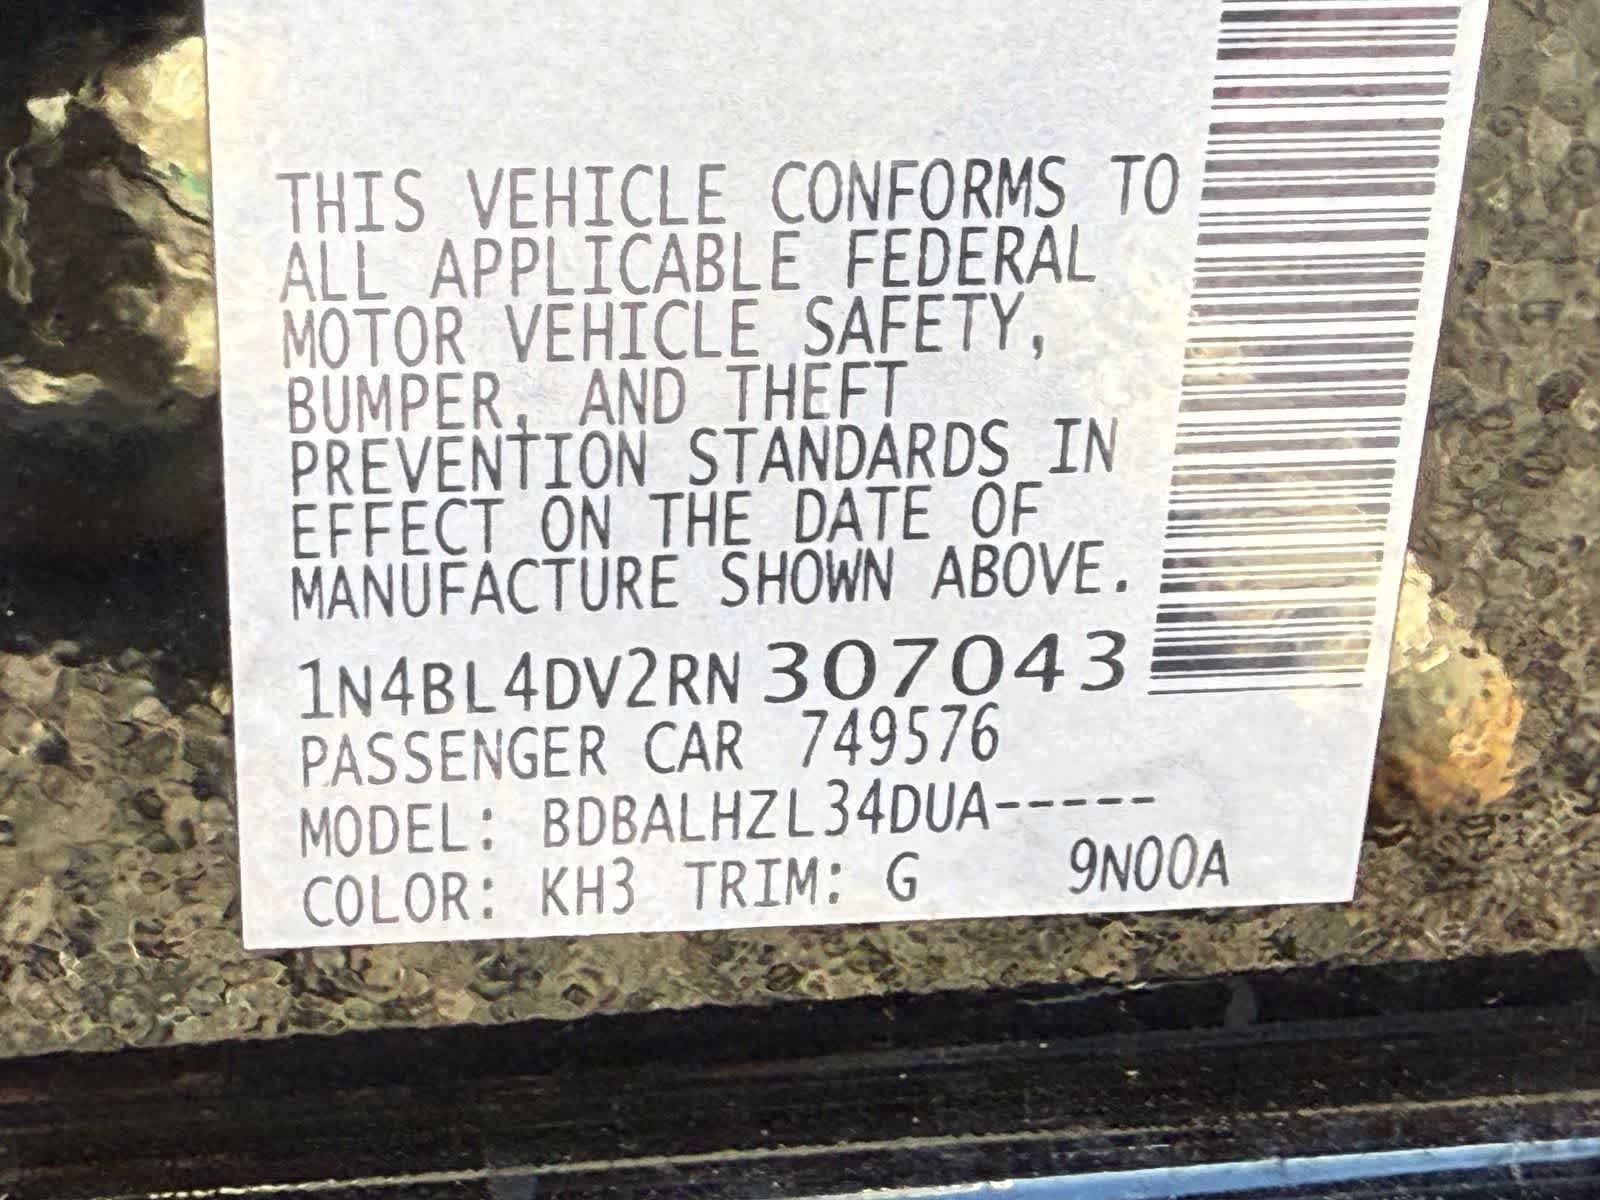 THIS VEHICLE CONFORMS TO
ALL APPLICABLE FEDERAL
MOTOR VEHICLE SAFETY,
BUMPER, AND THEFT
PREVENTION STANDARDS IN
EFFECT ON THE DATE OF
MANUFACTURE SHOWN ABOVE.
1N4BL4DV2RN307043
PASSENGER CAR 749576
MODEL: BDBALHZL34DUA-----
COLOR: KH3 TRIM: G 9N00A